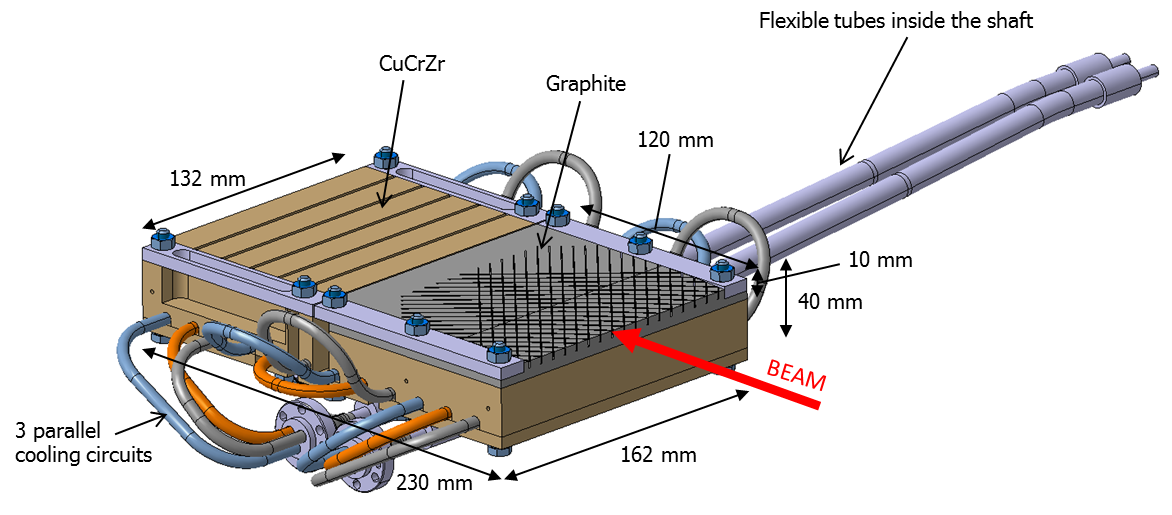 Flexible tubes inside the shaft
CuCrZr
Graphite
120 mm
132 mm
10 mm
40 mm
BEAM
3 parallel
cooling circuits
162 mm
230 mm